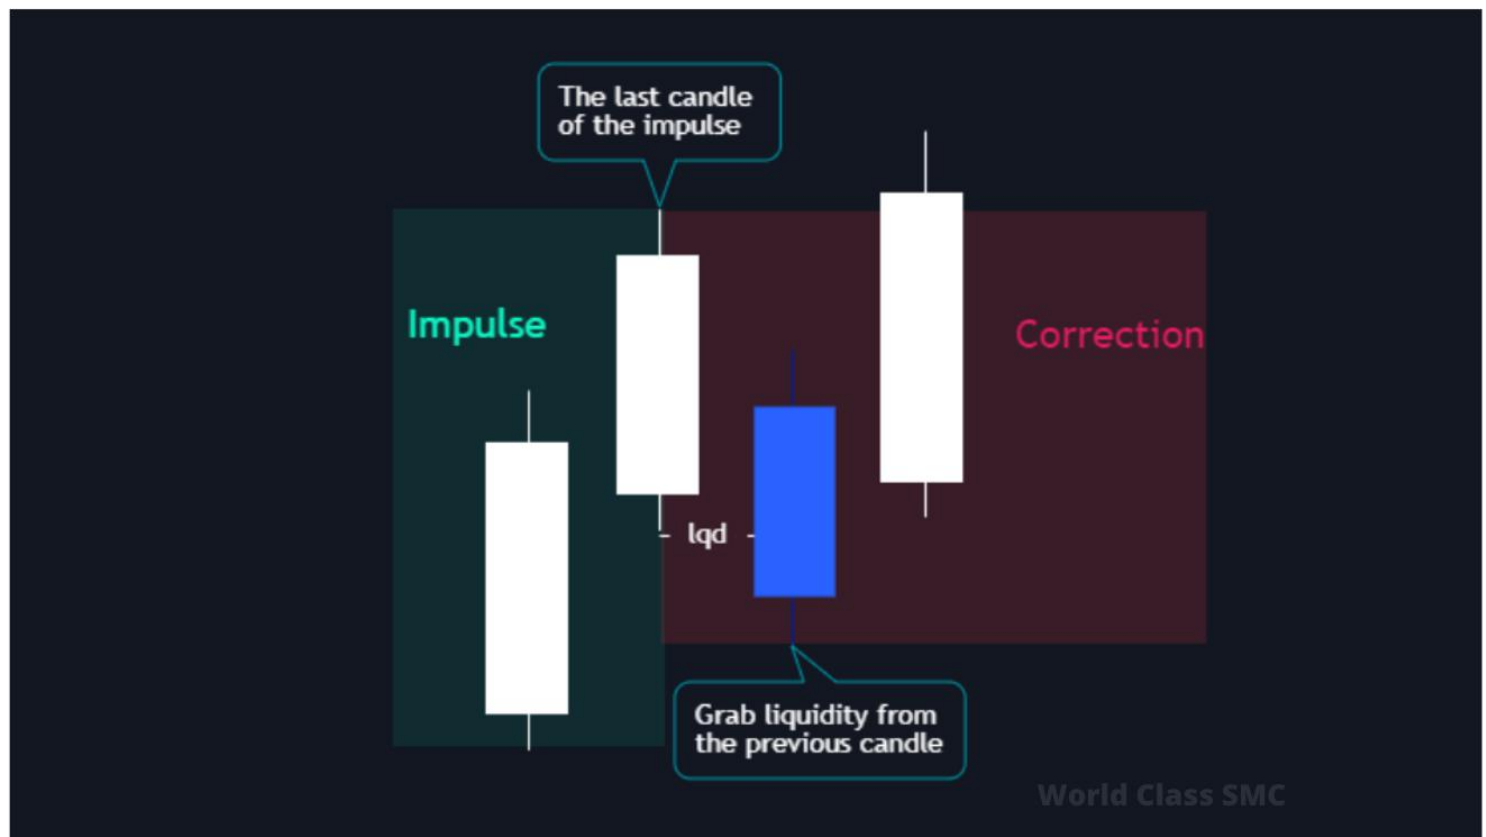 The last candle
of the impulse
Impulse
Correction
lqd
Grab liquidity from
the previous candle
World Class SMC